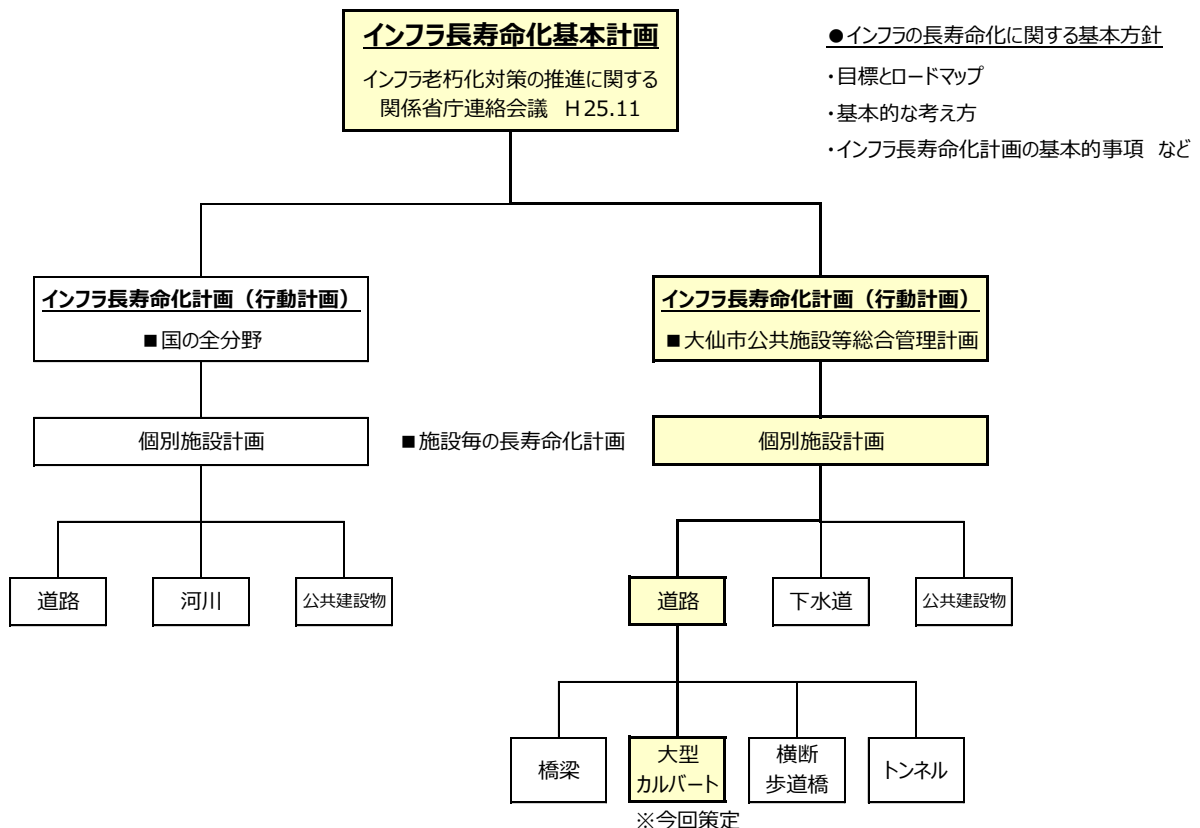 インフラ長寿命化基本計画
インフラ老朽化対策の推進に関する
関係省庁連絡会議　H25.11
●インフラの長寿命化に関する基本方針
・目標とロードマップ
・基本的な考え方
・インフラ長寿命化計画の基本的事項　など
インフラ長寿命化計画（行動計画）
■国の全分野
インフラ長寿命化計画（行動計画）
■大仙市公共施設等総合管理計画
個別施設計画
■施設毎の長寿命化計画
個別施設計画
道路
河川
公共建設物
道路
下水道
公共建設物
橋梁
大型
カルバート
横断
歩道橋
トンネル
※今回策定